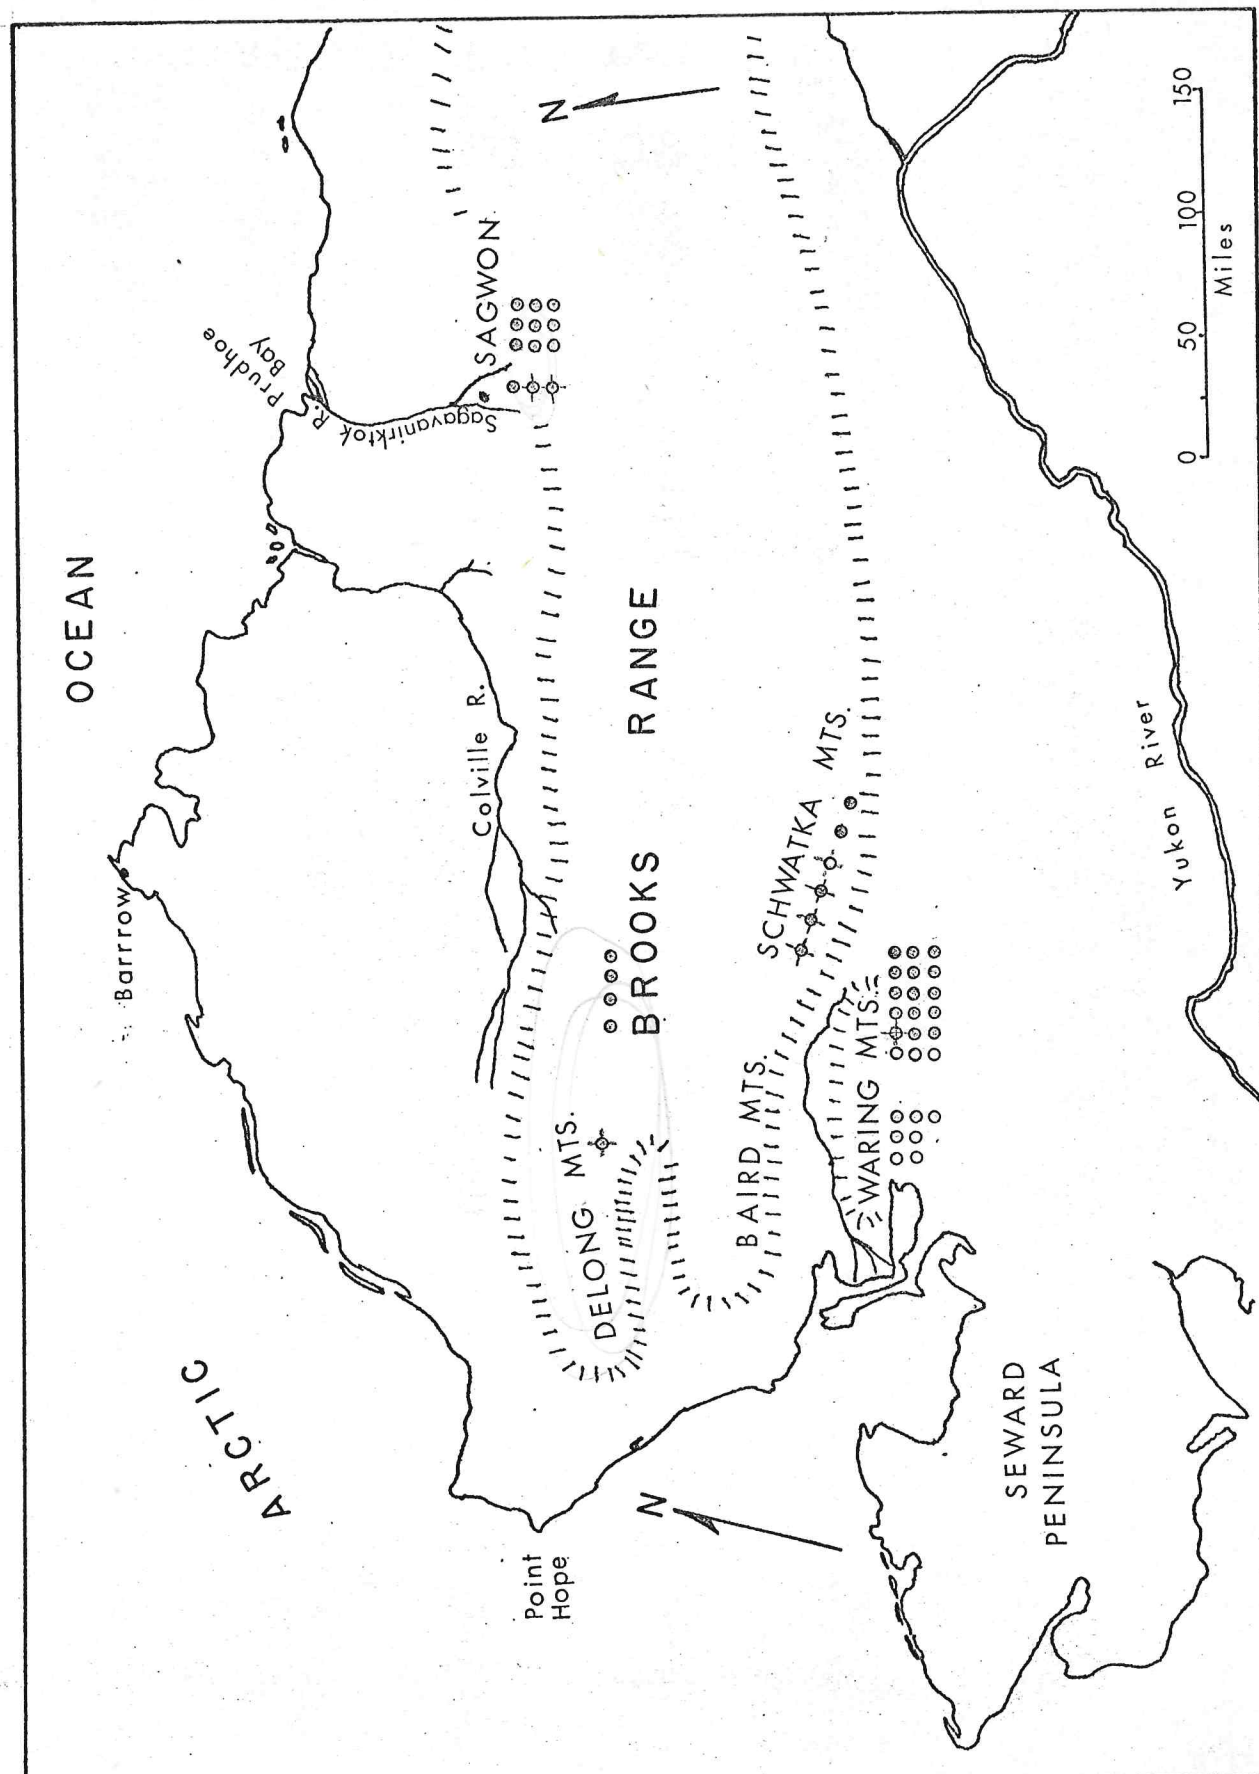 ARCTIC
OCEAN
Barrrow
Prudhoe
Bay
Sagavanirktok R.
SAGWON
Colville R.
N
Point
Hope
DELONG MTS.
BROOKS RANGE
SCHWATKA MTS.
BAIRD MTS.
WARING MTS.
N
SEWARD
PENINSULA
Yukon River
0 50 100 150
Miles